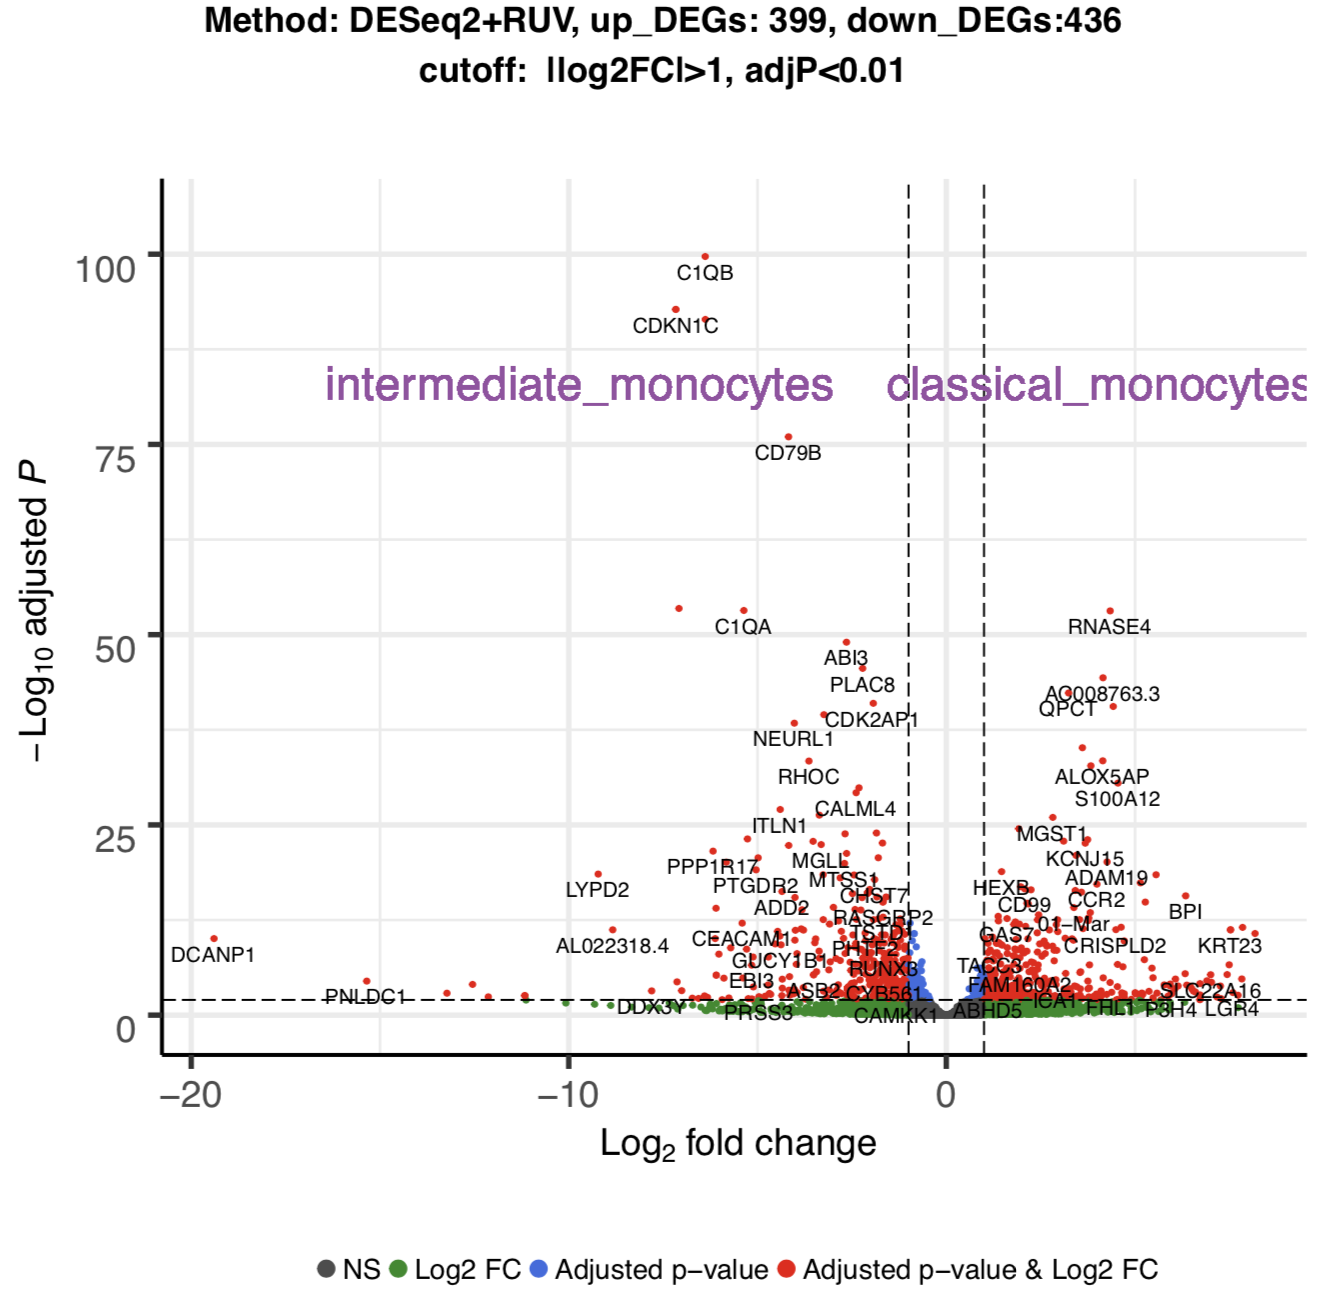 Method: DESeq2+RUV, up_DEGs: 399, down_DEGs:436
cutoff: |log2FC|>1, adjP<0.01
100
C1QB
CDKN1C
intermediate_monocytes classical_monocytes
75
CD79B
50
C1QA
RNASE4
ABI3
PLAC8
AC008763.3
QPCT
CDK2AP1
NEURL1
RHOC
ALOX5AP
S100A12
CALML4
25
ITLN1
MGST1
PPP1R17
MGLL
KCNJ15
LYPD2
PTGDR2
MTSS1
HEXB
ADAM19
CHST7
CCR2
ADD2
CD99
BPI
RASGRP2
01-Mar
TSTD1
GAS7
CEACAM1
AL022318.4
PHTF2
CRISPLD2
KRT23
DCANP1
GUCY1B1
RUNX3
TACC3
EBI3
FAM160A2
ASB2
CYB561
SLC22A16
PNLDC1
ICA1
DDX3Y
PRSS3
CAMKK1
ABHD5
FHL1
P3H4
LGR4
0
−Log10 adjusted P
−20
−10
0
Log2 fold change
NS Log2 FC Adjusted p−value Adjusted p−value & Log2 FC